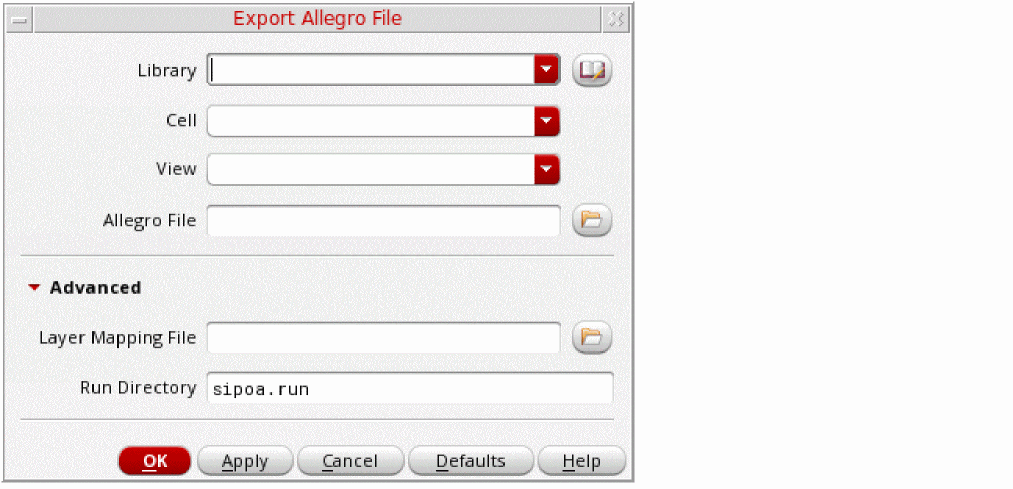 Export Allegro File
Library
Cell
View
Allegro File
Advanced
Layer Mapping File
Run Directory sipoa.run
OK Apply Cancel Defaults Help